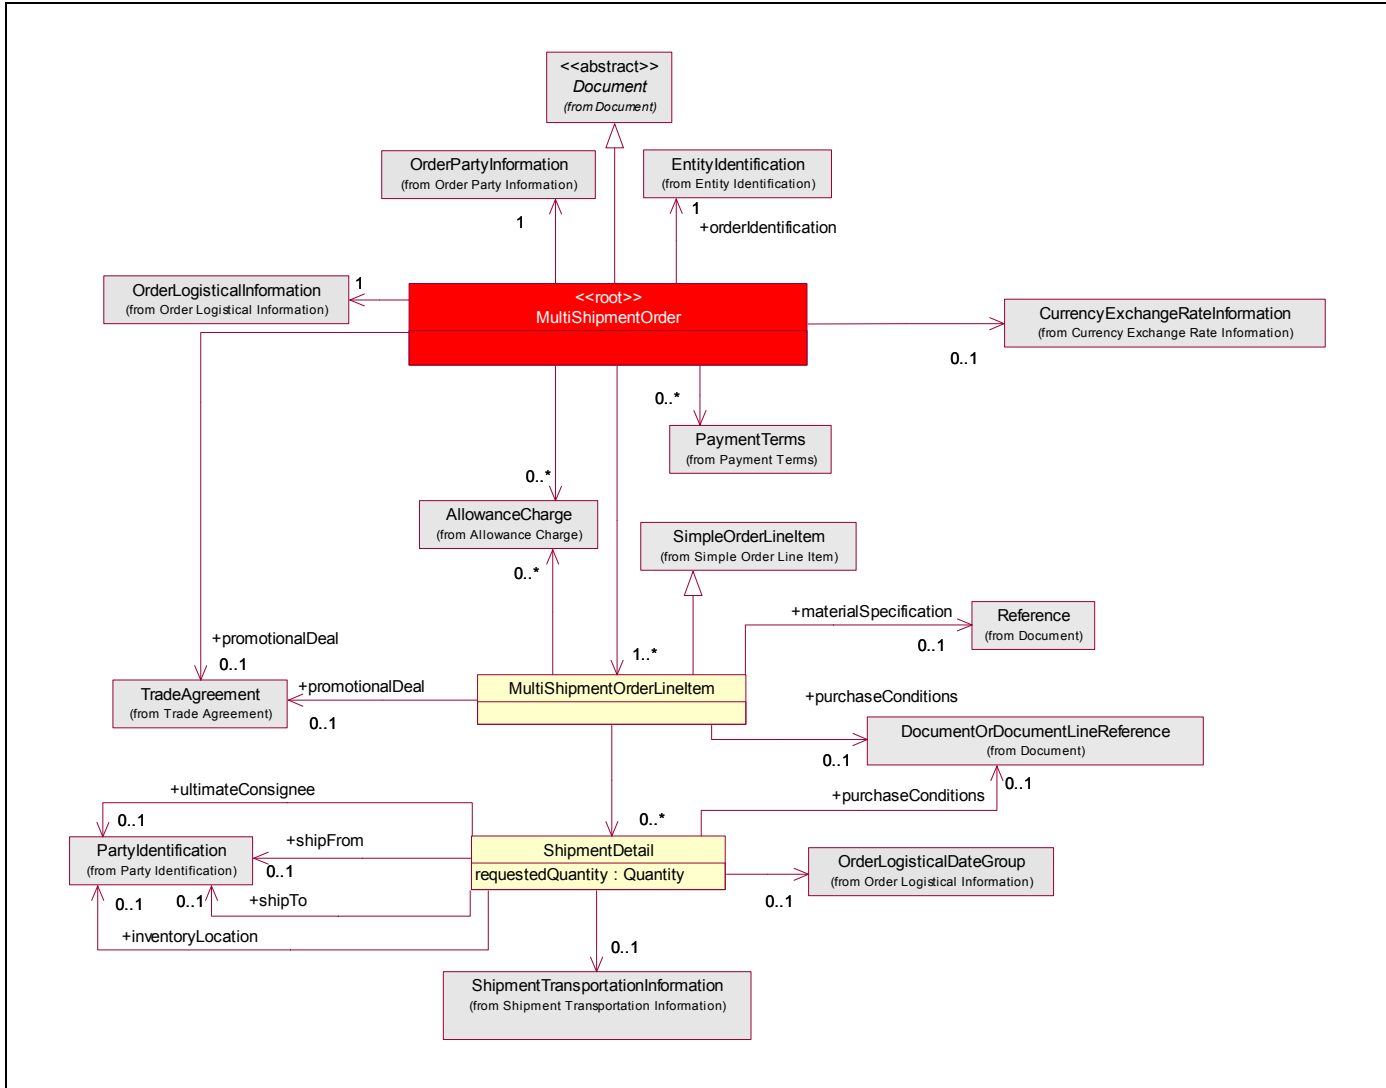 <<abstract>>
Document
(from Document)
OrderPartyInformation
(from Order Party Information)
EntityIdentification
(from Entity Identification)
1
1
+orderIdentification
OrderLogisticalInformation
(from Order Logistical Information)
1
<<root>>
MultiShipmentOrder
CurrencyExchangeRateInformation
(from Currency Exchange Rate Information)
0..1
0..*
PaymentTerms
(from Payment Terms)
0..*
AllowanceCharge
(from Allowance Charge)
0..*
SimpleOrderLineItem
(from Simple Order Line Item)
+materialSpecification
0..1
Reference
(from Document)
+promotionalDeal
0..1
1..*
TradeAgreement
(from Trade Agreement)
+promotionalDeal
0..1
MultiShipmentOrderLineItem
+purchaseConditions
0..1
DocumentOrDocumentLineReference
(from Document)
0..1
+purchaseConditions
+ultimateConsignee
0..1
0..*
PartyIdentification
(from Party Identification)
+shipFrom
0..1
ShipmentDetail
requestedQuantity : Quantity
OrderLogisticalDateGroup
(from Order Logistical Information)
0..1
0..1
0..1
+shipTo
+inventoryLocation
0..1
ShipmentTransportationInformation
(from Shipment Transportation Information)